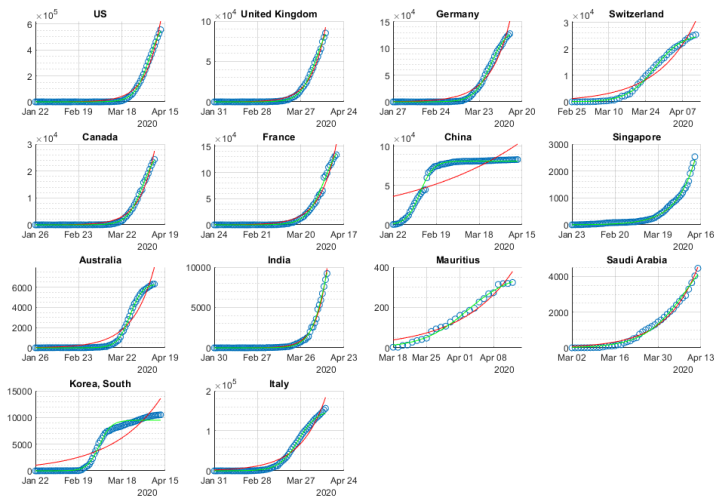 US
×10^5
6
4
2
0
Jan 22 Feb 19 Mar 18 Apr 15
2020
United Kingdom
×10^4
10
5
0
Jan 31 Feb 28 Mar 27 Apr 24
2020
Germany
×10^4
15
10
5
0
Jan 27 Feb 24 Mar 23 Apr 20
2020
Switzerland
×10^4
3
2
1
0
Feb 25 Mar 10 Mar 24 Apr 07
2020
Canada
×10^4
3
2
1
0
Jan 26 Feb 23 Mar 22 Apr 19
2020
France
×10^4
15
10
5
0
Jan 24 Feb 21 Mar 20 Apr 17
2020
China
×10^4
10
5
0
Jan 22 Feb 19 Mar 18 Apr 15
2020
Singapore
3000
2000
1000
0
Jan 23 Feb 20 Mar 19 Apr 16
2020
Australia
6000
4000
2000
0
Jan 26 Feb 23 Mar 22 Apr 19
2020
India
10000
5000
0
Jan 30 Feb 27 Mar 26 Apr 23
2020
Mauritius
400
200
0
Mar 18 Mar 25 Apr 01 Apr 08
2020
Saudi Arabia
4000
2000
0
Mar 02 Mar 16 Mar 30 Apr 13
2020
Korea, South
15000
10000
5000
0
Jan 22 Feb 19 Mar 18 Apr 15
2020
Italy
×10^5
2
1
0
Jan 31 Feb 28 Mar 27 Apr 24
2020